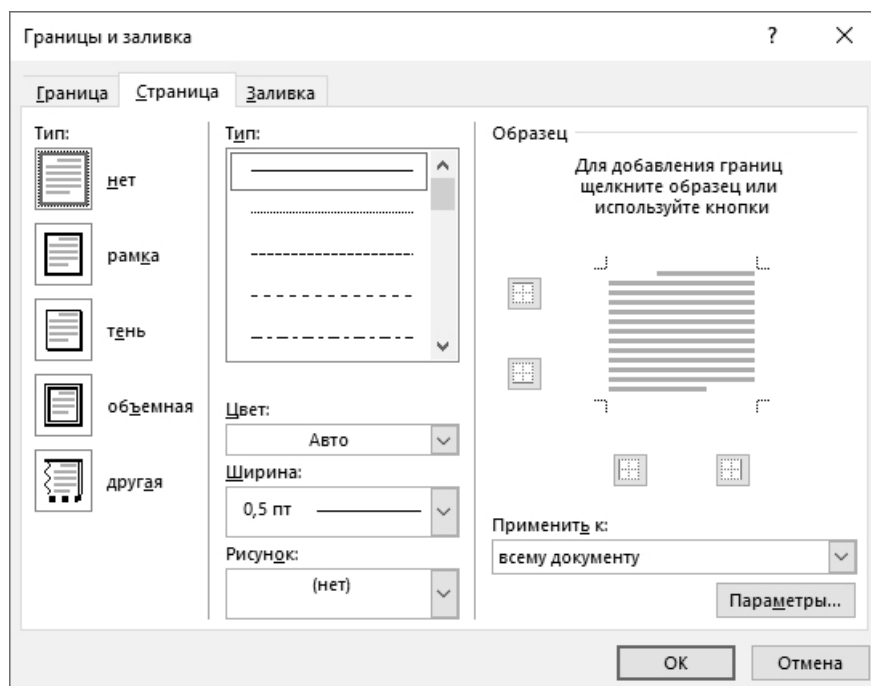 Границы и заливка
?
Граница
Страница
Заливка
Тип:
нет
рамка
тень
объемная
другая
Тип:
Цвет:
Авто
Ширина:
0,5 пт
Рисунок:
(нет)
Образец
Для добавления границ
щелкните образец или
используйте кнопки
Применить к:
всему документу
Параметры...
ОК
Отмена